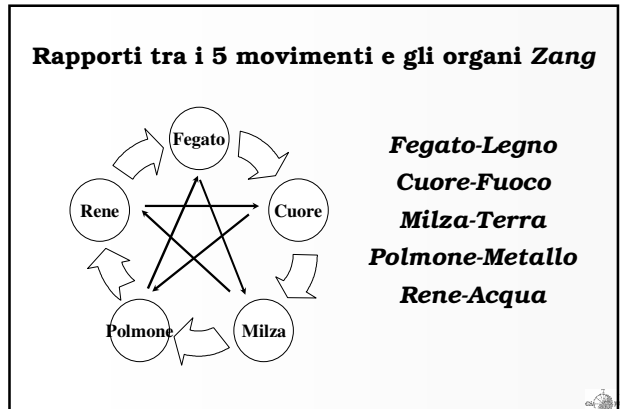 Rapporti tra i 5 movimenti e gli organi Zang
Fegato
Rene
Cuore
Polmone
Milza
Fegato-Legno
Cuore-Fuoco
Milza-Terra
Polmone-Metallo
Rene-Acqua